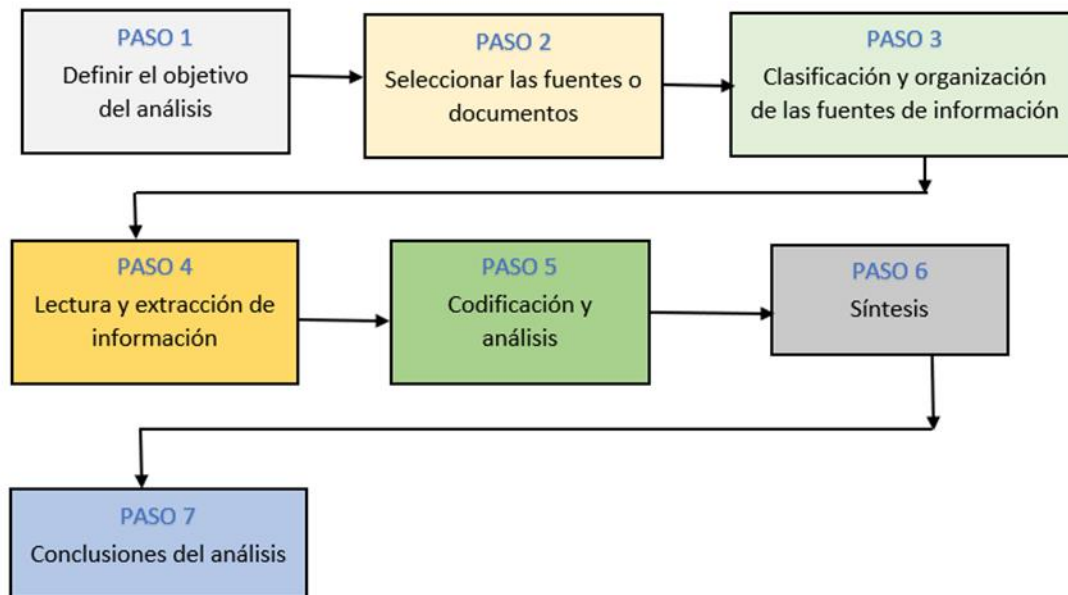 PASO 1
Definir el objetivo
del análisis
PASO 2
Seleccionar las fuentes o
documentos
PASO 3
Clasificación y organización
de las fuentes de información
PASO 4
Lectura y extracción de
información
PASO 5
Codificación y
análisis
PASO 6
Síntesis
PASO 7
Conclusiones del análisis